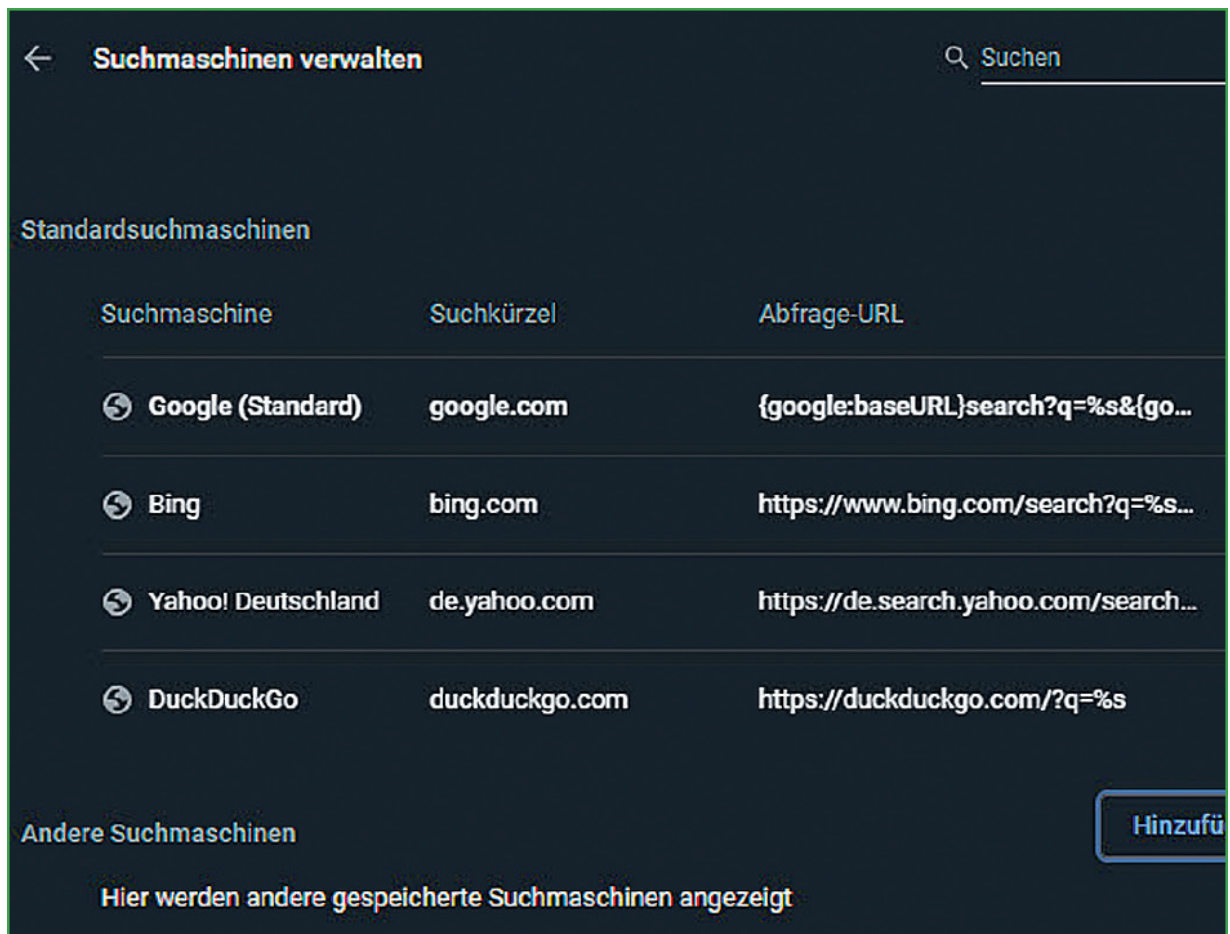 Suchmaschinen verwalten
Suchen
Standardsuchmaschinen
Suchmaschine Suchkürzel Abfrage-URL
Google (Standard) google.com {google:baseURL}search?q=%s&{go...
Bing bing.com https://www.bing.com/search?q=%s...
Yahoo! Deutschland de.yahoo.com https://de.search.yahoo.com/search...
DuckDuckGo duckduckgo.com https://duckduckgo.com/?q=%s
Andere Suchmaschinen
Hinzufü
Hier werden andere gespeicherte Suchmaschinen angezeigt